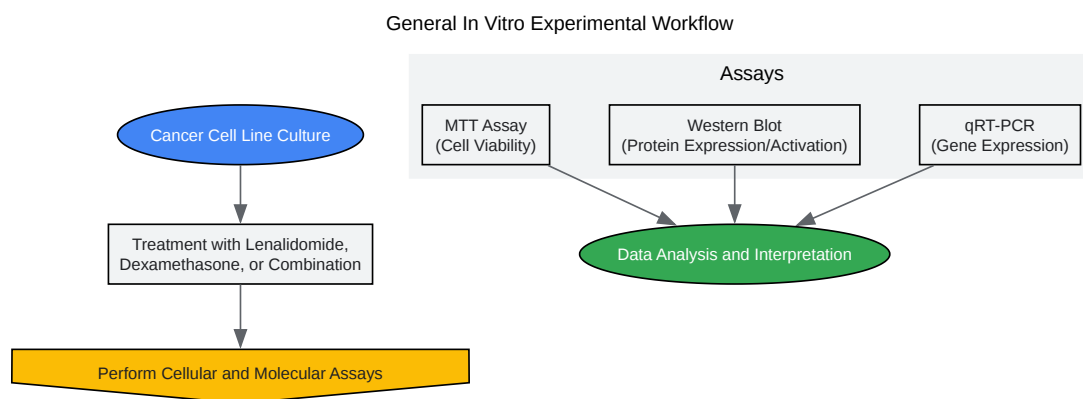 General In Vitro Experimental Workflow
Assays
Cancer Cell Line Culture
MTT Assay
(Cell Viability)
Western Blot
(Protein Expression/Activation)
qRT-PCR
(Gene Expression)
Treatment with Lenalidomide,
Dexamethasone, or Combination
Data Analysis and Interpretation
Perform Cellular and Molecular Assays